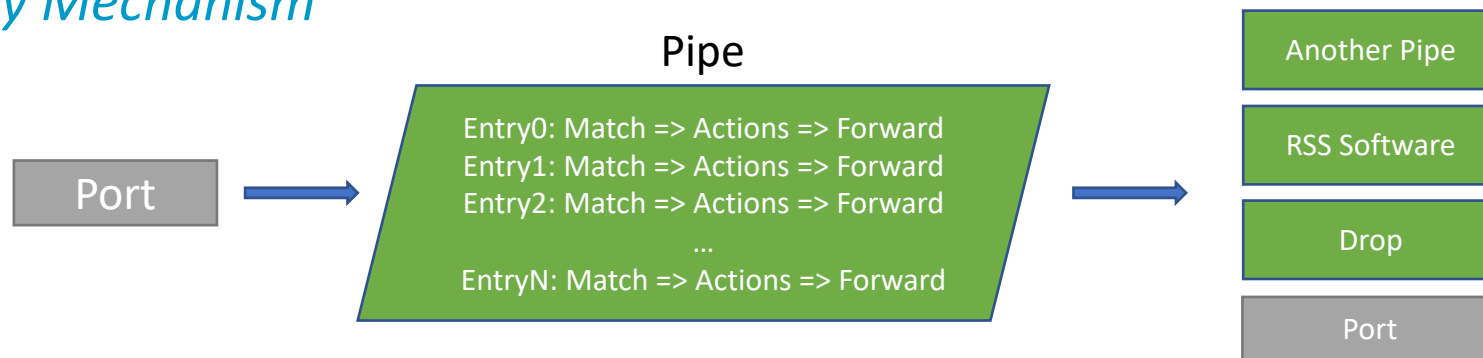 y Mechanism
Pipe
Port
Entry0: Match => Actions => Forward
Entry1: Match => Actions => Forward
Entry2: Match => Actions => Forward
...
EntryN: Match => Actions => Forward
Another Pipe
RSS Software
Drop
Port